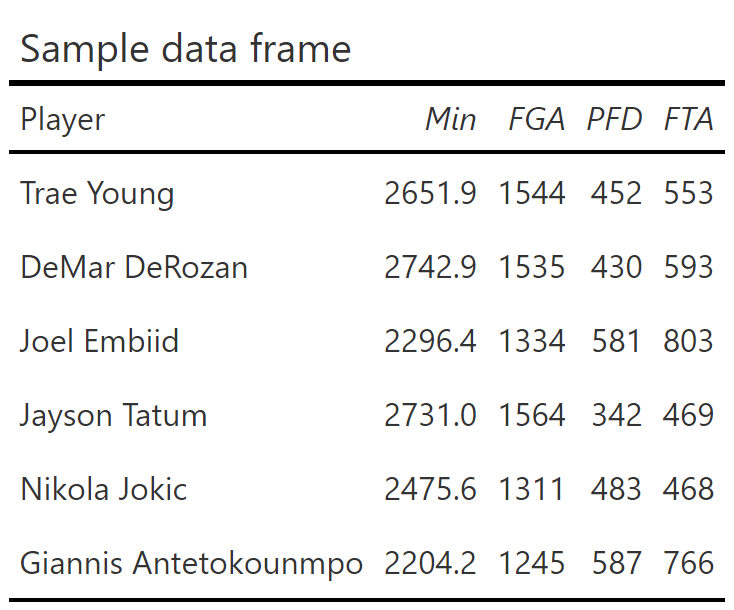 Sample data frame
Player Min FGA PFD FTA
Trae Young 2651.9 1544 452 553
DeMar DeRozan 2742.9 1535 430 593
Joel Embiid 2296.4 1334 581 803
Jayson Tatum 2731.0 1564 342 469
Nikola Jokic 2475.6 1311 483 468
Giannis Antetokounmpo 2204.2 1245 587 766